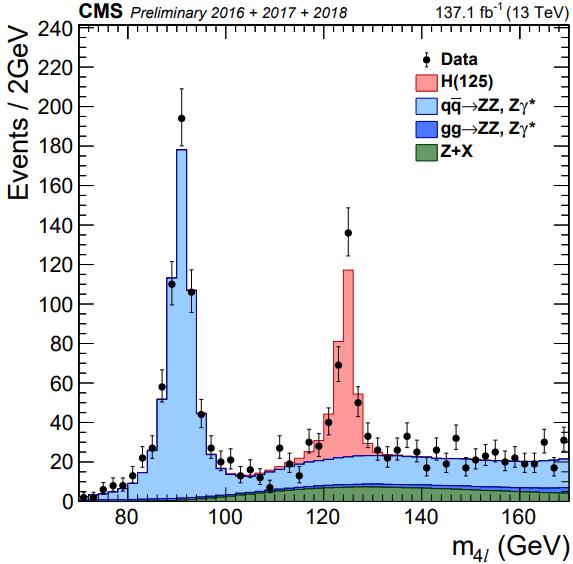 CMS Preliminary 2016 + 2017 + 2018 137.1 fb⁻¹ (13 TeV)
Events / 2GeV
240
220
200
180
160
140
120
100
80
60
40
20
0
Data
H(125)
qq̅→ZZ, Zγ*
gg→ZZ, Zγ*
Z+X
80 100 120 140 160
m4l (GeV)